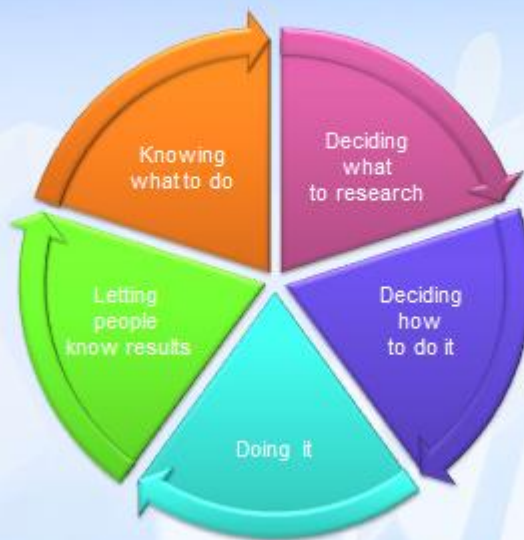 Knowing
what to do
Deciding
what
to research
Deciding
how
to do it
Doing it
Letting
people
know results